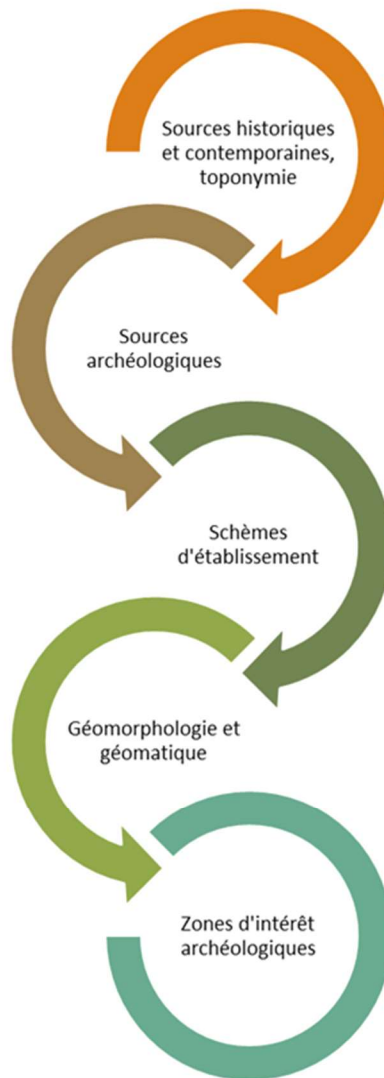 Sources historiques
et contemporaines,
toponymie
Sources
archéologiques
Schèmes
d'établissement
Géomorphologie et
géomatique
Zones d'intérêt
archéologiques